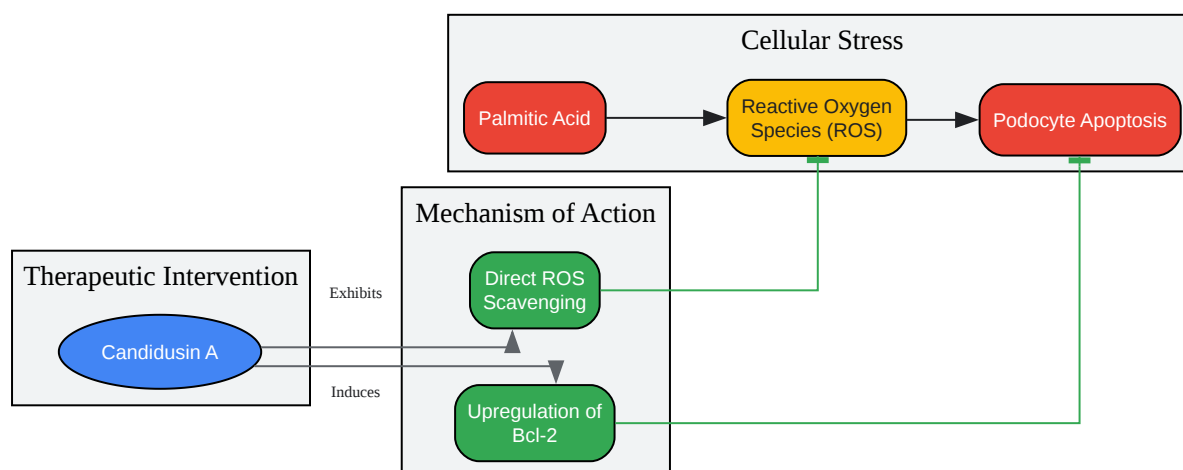 Cellular Stress
Palmitic Acid
Reactive Oxygen
Species (ROS)
Podocyte Apoptosis
Mechanism of Action
Direct ROS
Scavenging
Upregulation of
Bcl-2
Therapeutic Intervention
Candidusin A
Exhibits
Induces